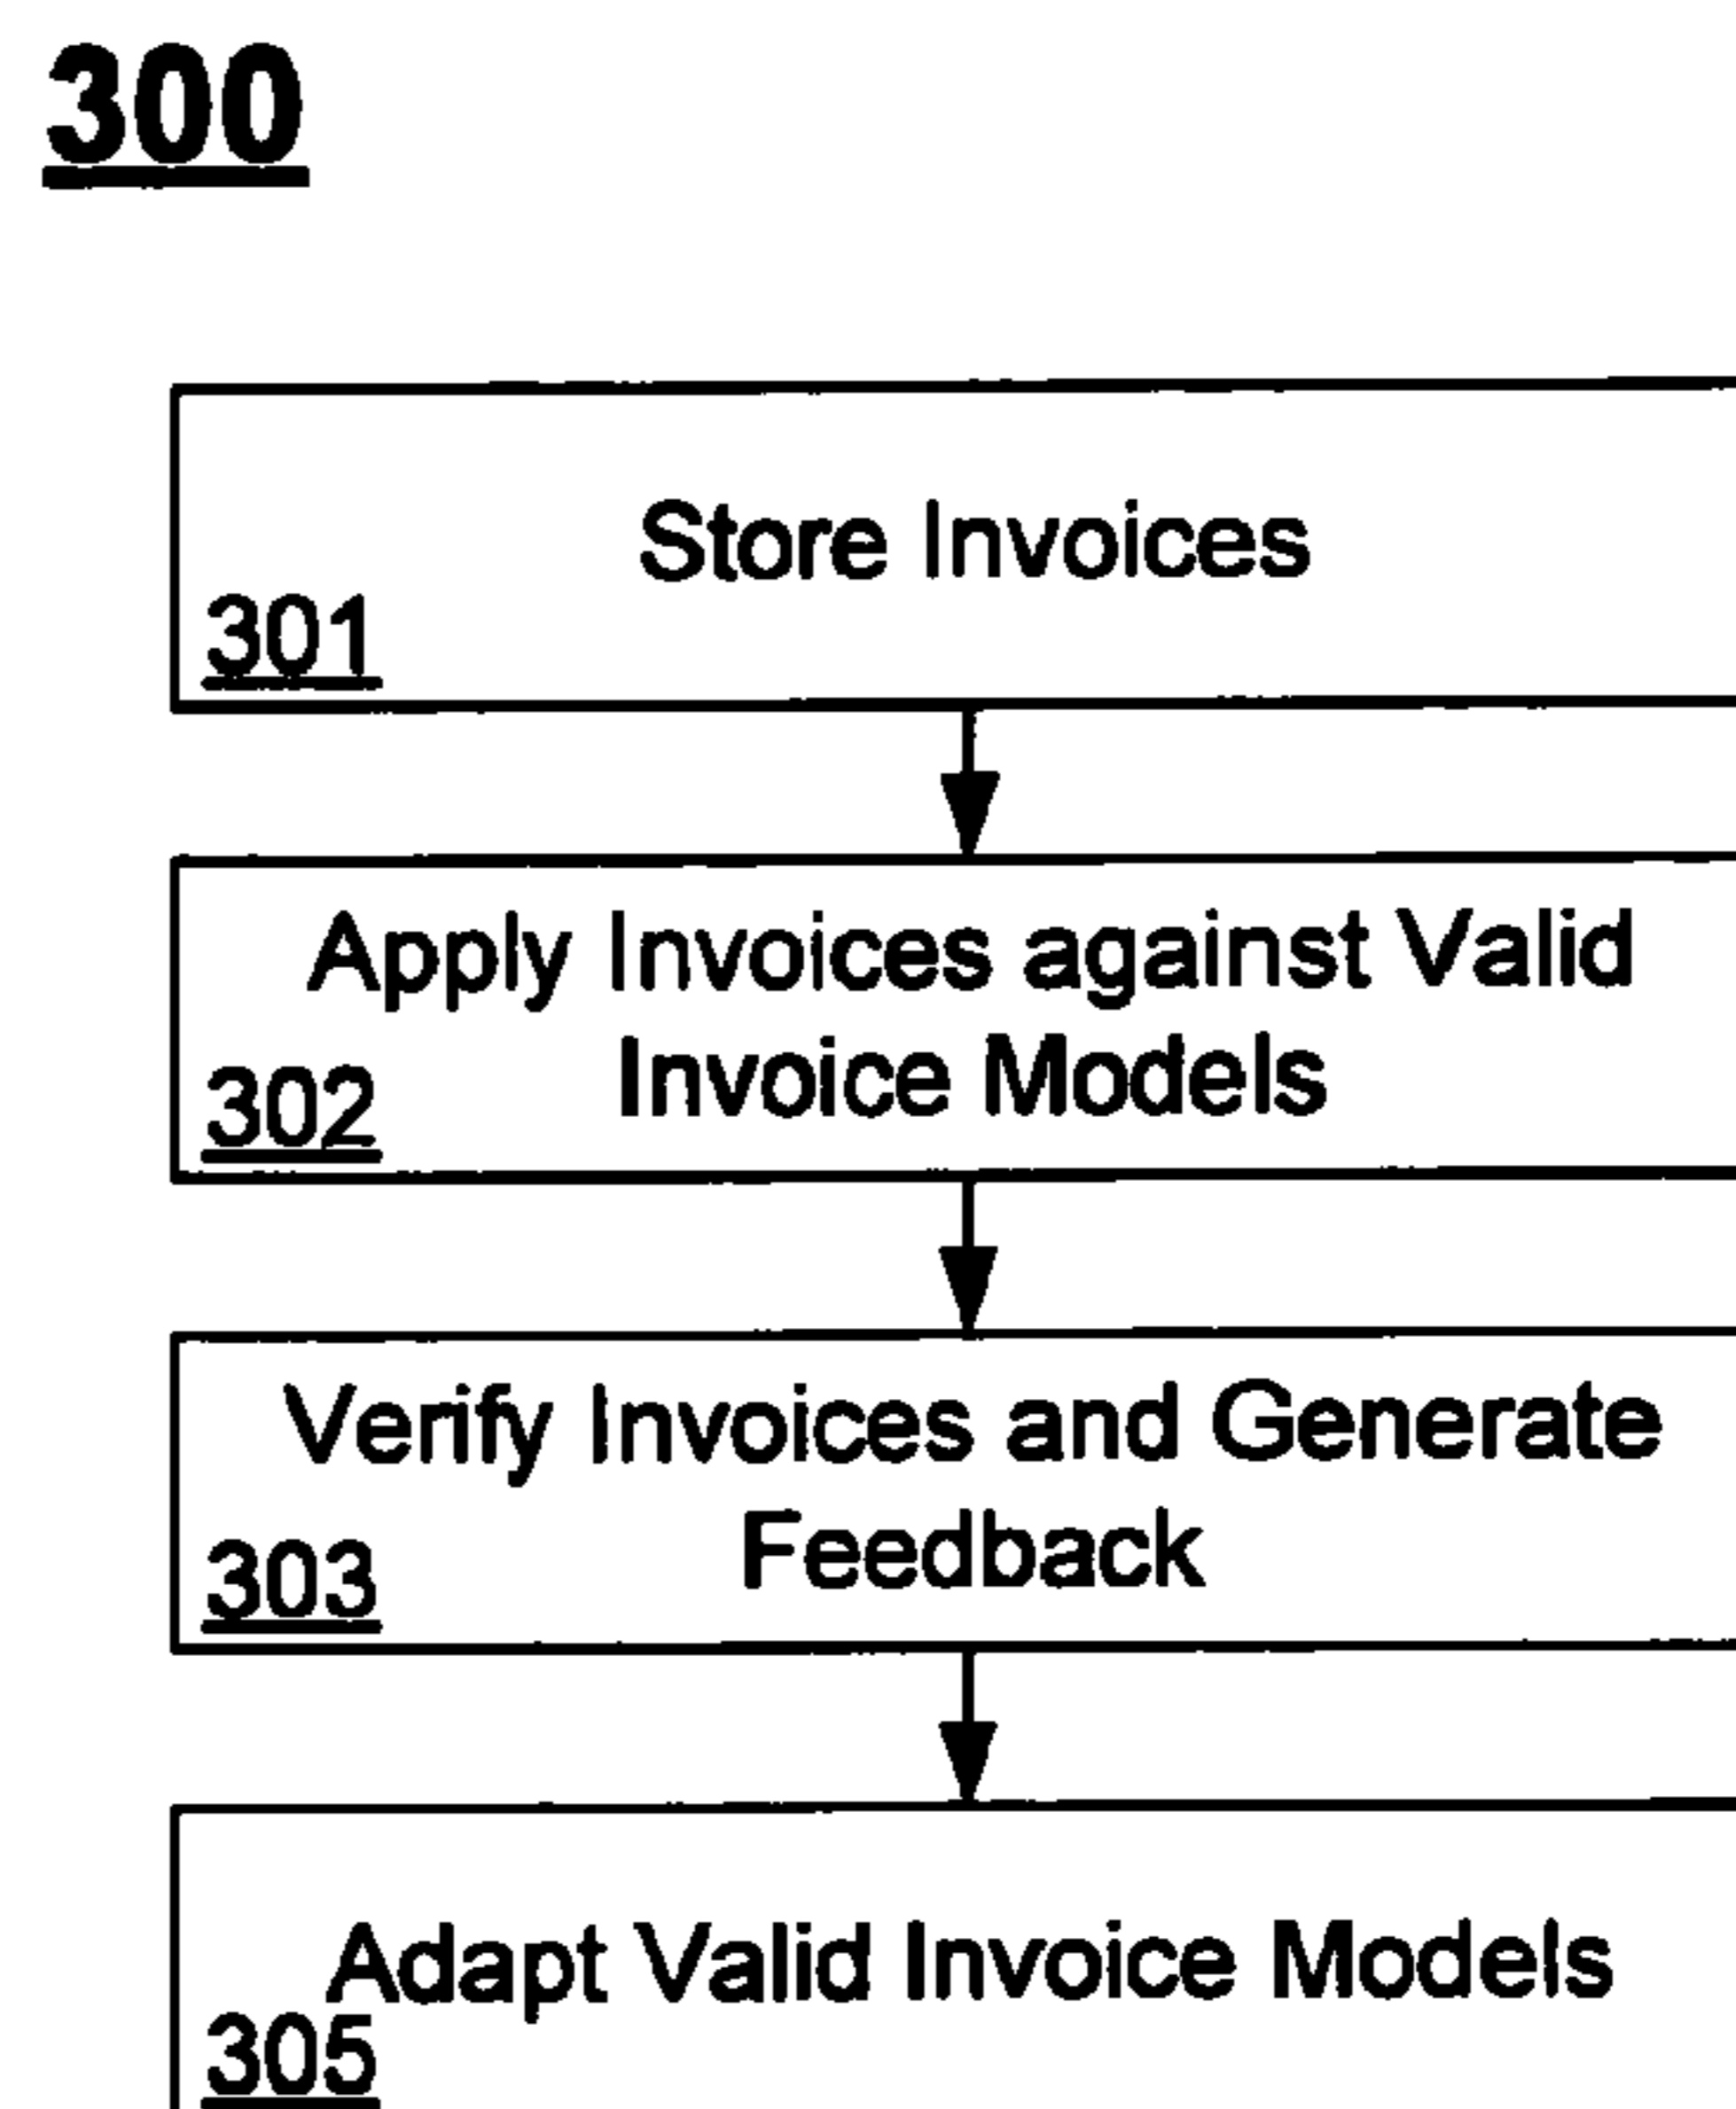 300
Store Invoices
301
Apply Invoices against Valid
Invoice Models
302
Verify Invoices and Generate
Feedback
303
Adapt Valid Invoice Models
305